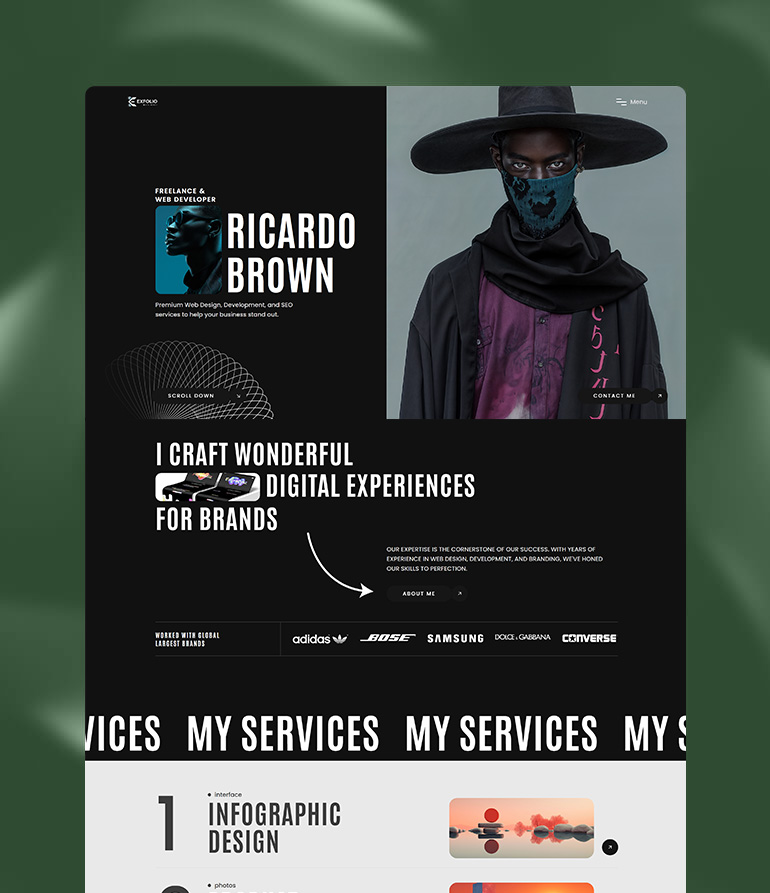 EXFOLIO
Menu
FREELANCE &
WEB DEVELOPER
RICARDO
BROWN
Premium Web Design, Development, and SEO
services to help your business stand out.
SCROLL DOWN
CONTACT ME
I CRAFT WONDERFUL
DIGITAL EXPERIENCES
FOR BRANDS
OUR EXPERTISE IS THE CORNERSTONE OF OUR SUCCESS. WITH YEARS OF
EXPERIENCE IN WEB DESIGN, DEVELOPMENT, AND BRANDING, WE'VE HONED
OUR SKILLS TO PERFECTION.
ABOUT ME
WORKED WITH GLOBAL
LARGEST BRANDS
adidas
BOSE
SAMSUNG
DOLCE & GABBANA
CONVERSE
VICES MY SERVICES MY SERVICES MY S
1
interface
INFOGRAPHIC
DESIGN
photos